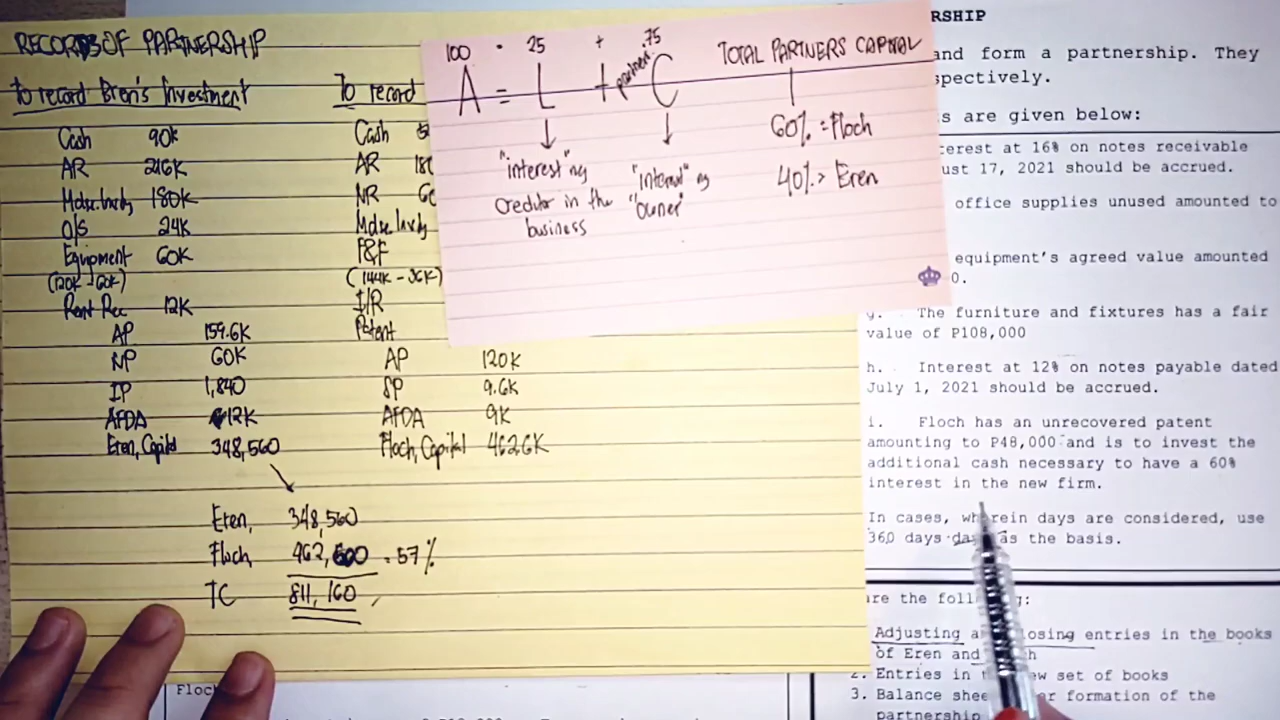 RECORDS OF PARTNERSHIP
To record Eren's Investment
Cash 90K
AR 216K
Mdse. Invty 180K
O/S 24K
Equipment 60K
(120K - 60K)
Rent Rec 12K
AP 159.6K
NP 60K
IP 1,840
AFDA 12K
Eren, Capital 348,560
To record
Cash
AR 180
NR 60
Mdse Invty
F&F
(144K - 36K)
I/R
Patent
AP 120K
SP 9.6K
AFDA 9K
Floch, Capital 462.6K
Eren, 348,560
Floch, 462,600 = 57%
TC 811,160
100 = 25 + .75
A = L + C
partner
"interest" ng
creditor in the
business
"interest" ng
"owner"
TOTAL PARTNERS CAPITAL
60% = Floch
40% > Eren
RSHIP
and form a partnership. They
spectively.
s are given below:
terest at 16% on notes receivable
ust 17, 2021 should be accrued.
office supplies unused amounted to
equipment's agreed value amounted
0.
g. The furniture and fixtures has a fair
value of P108,000
h. Interest at 12% on notes payable dated
July 1, 2021 should be accrued.
i. Floch has an unrecovered patent
amounting to P48,000 and is to invest the
additional cash necessary to have a 60%
interest in the new firm.
In cases, wherein days are considered, use
360 days as the basis.
are the following:
Adjusting and closing entries in the books
of Eren and
2. Entries in new set of books
3. Balance sheet formation of the
partnership
Floch